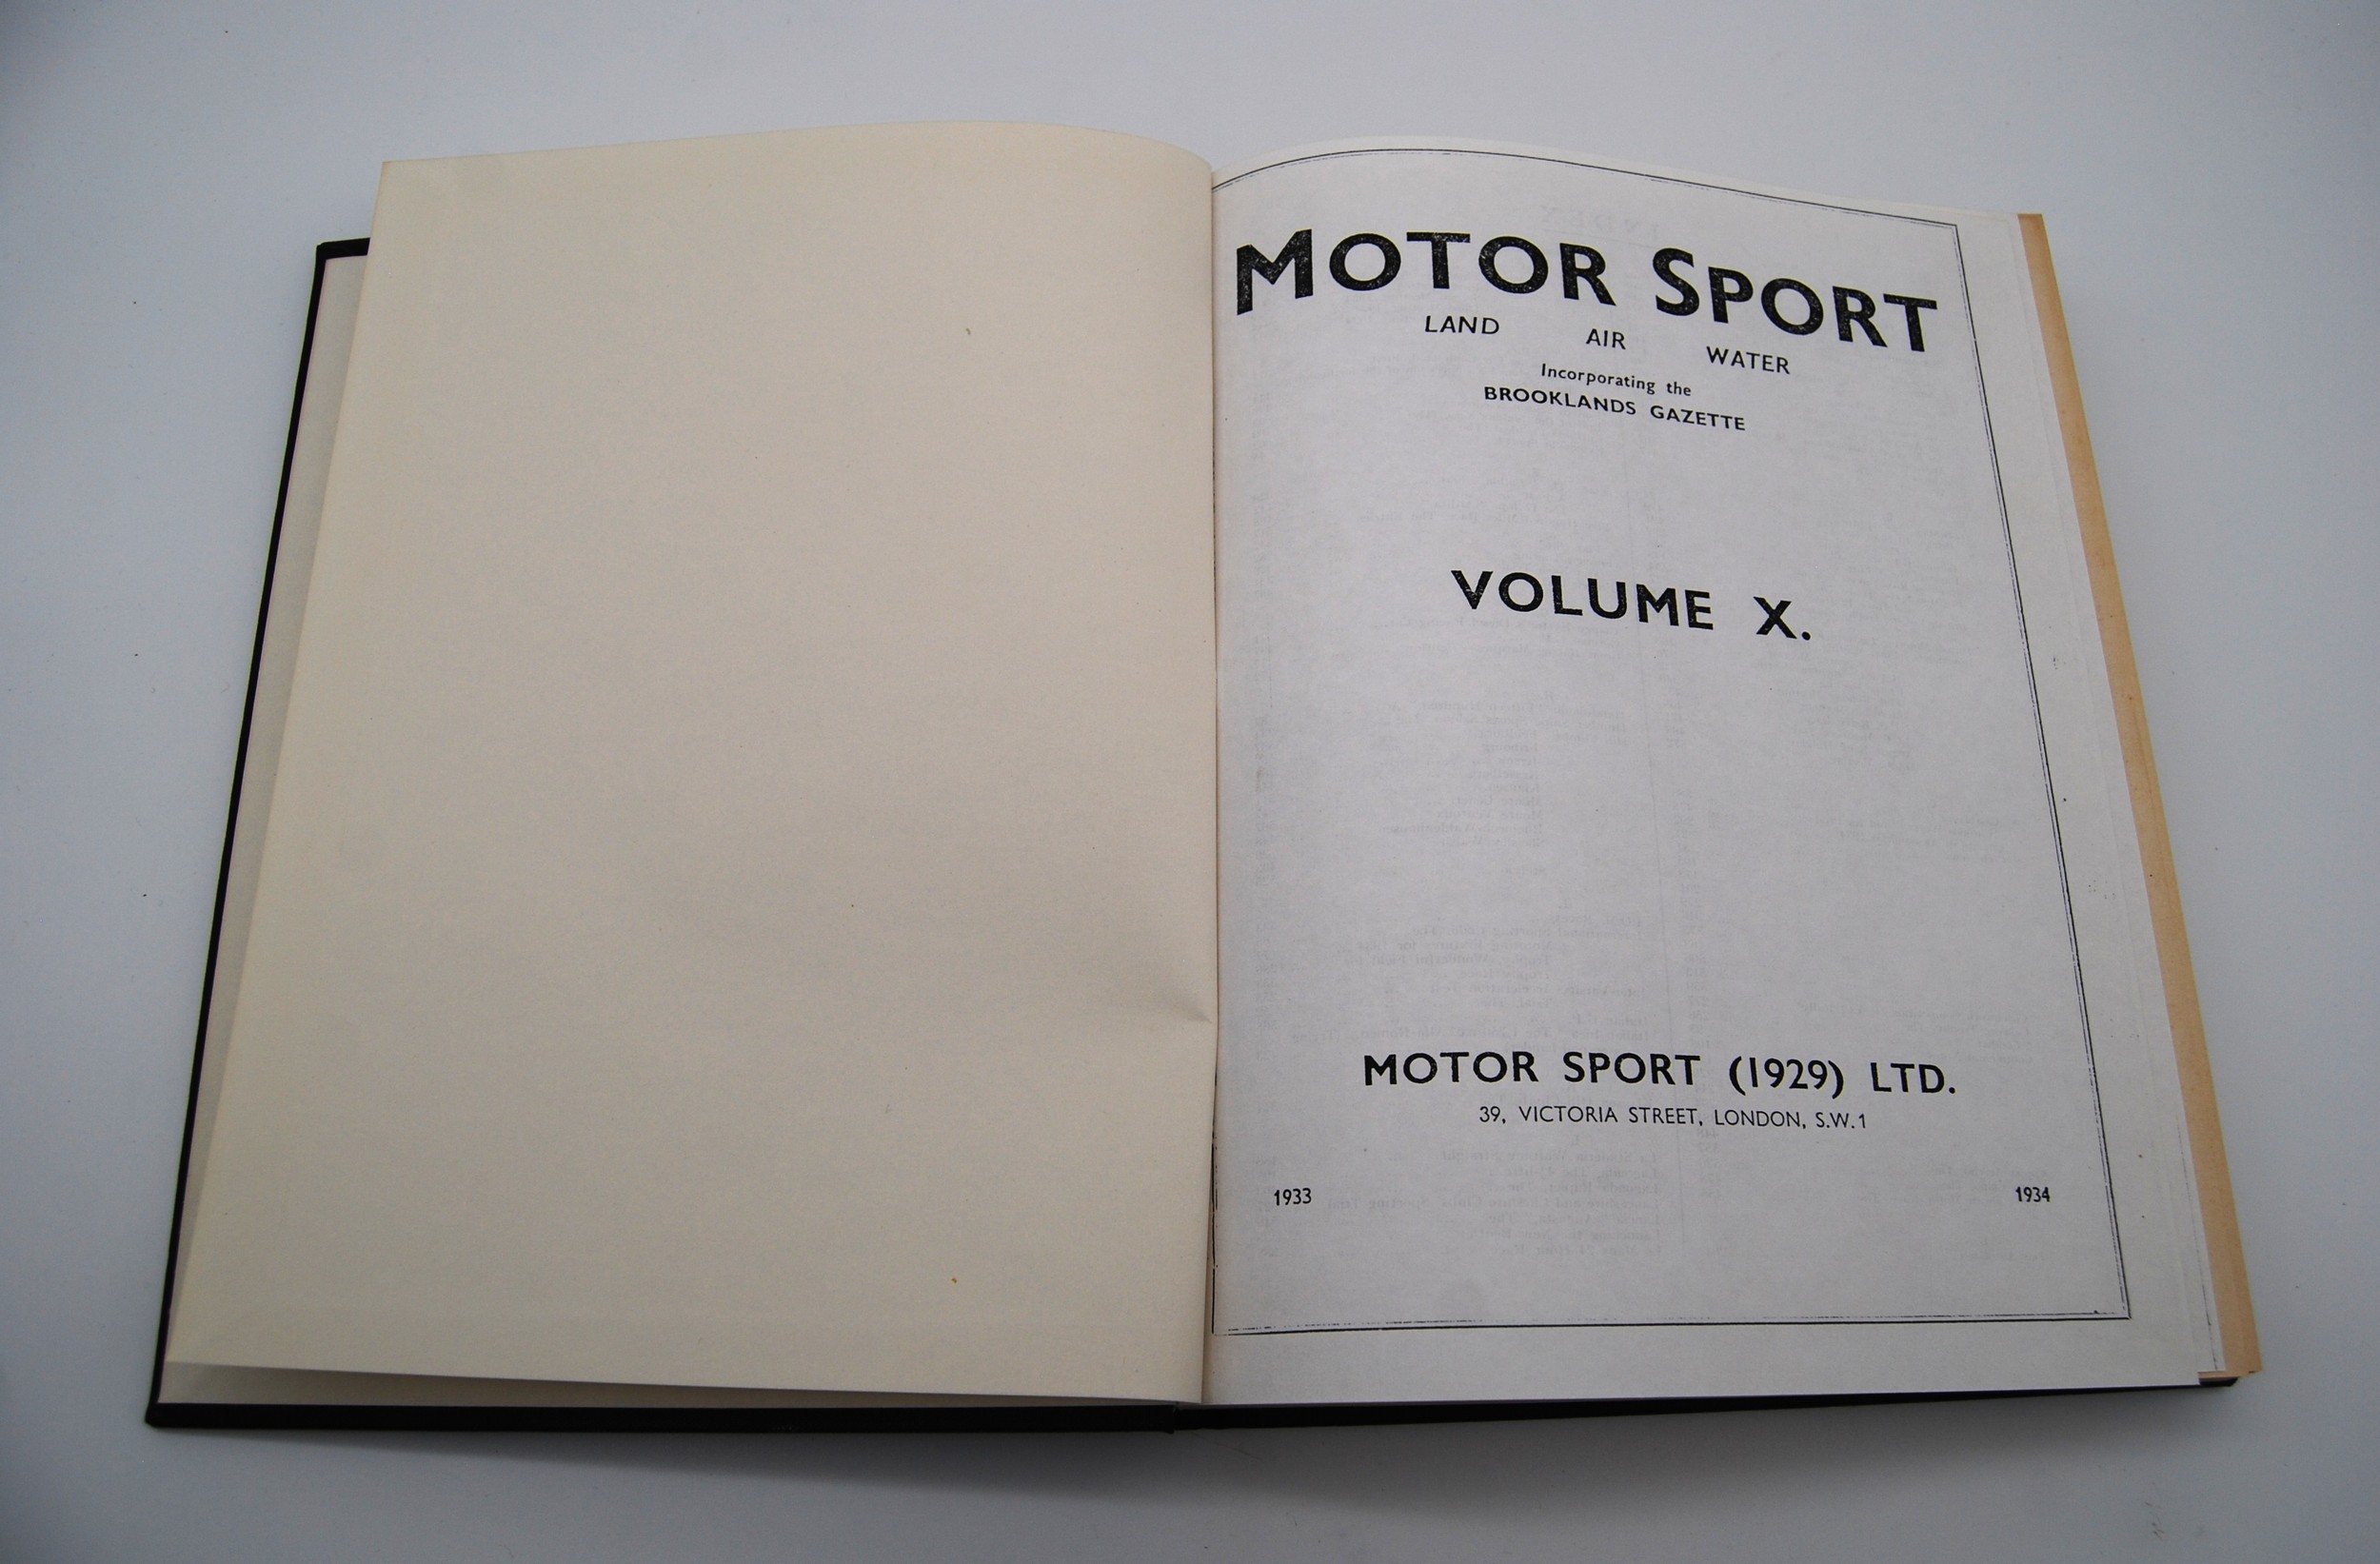 MOTOR SPORT
LAND AIR WATER
Incorporating the
BROOKLANDS GAZETTE
VOLUME X.
MOTOR SPORT (1929) LTD.
39, VICTORIA STREET, LONDON, S.W.1
1933 1934